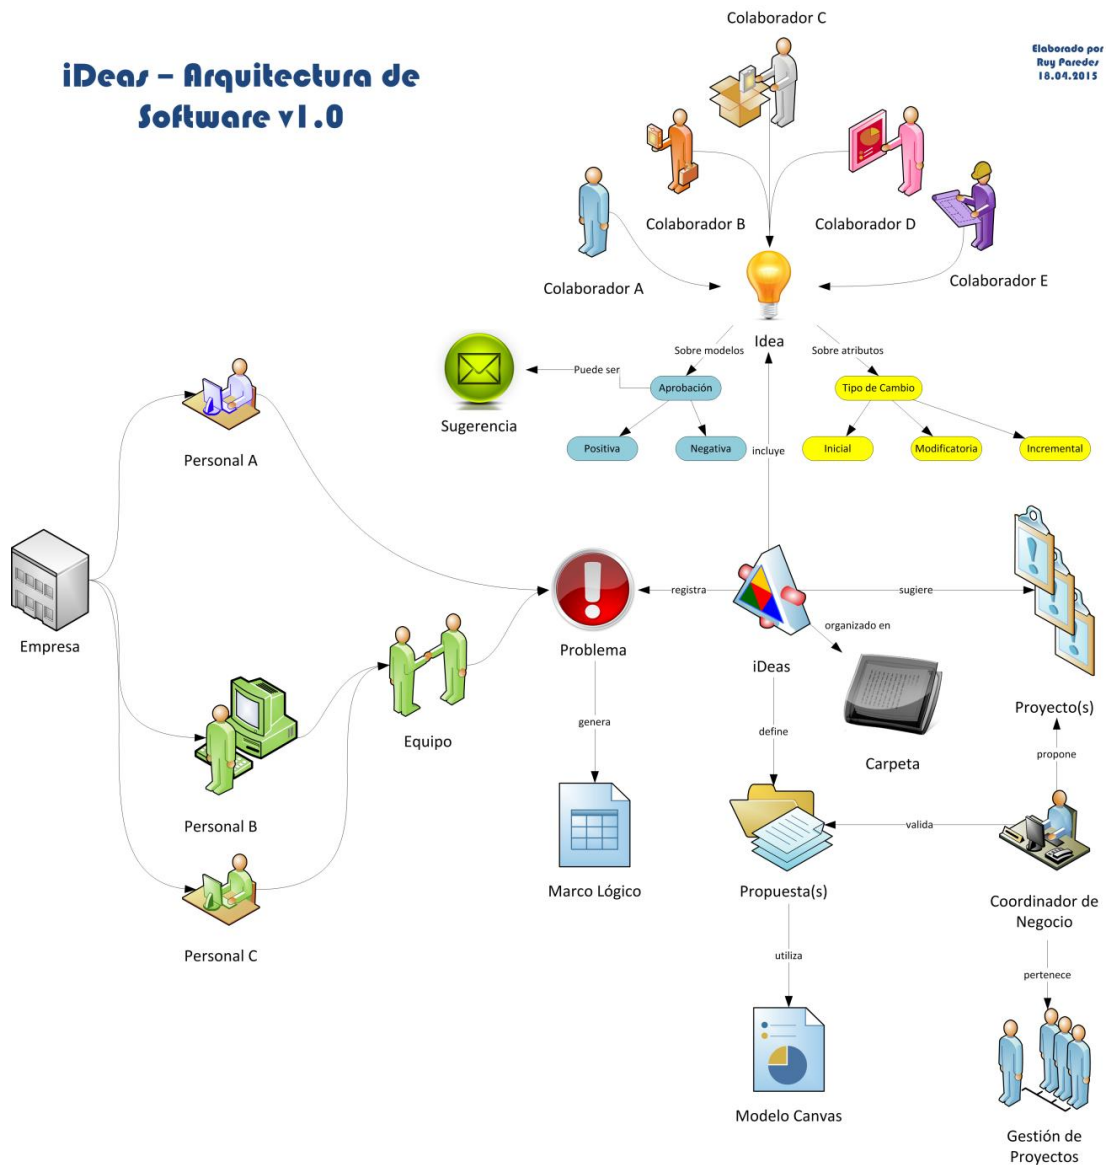 iDeas – Arquitectura de
Software v1.0
Elaborado por
Ruy Paredes
18.04.2015
Colaborador C
Colaborador B
Colaborador D
Colaborador A
Colaborador E
Idea
Sobre modelos
Sobre atributos
Puede ser
Aprobación
Tipo de Cambio
Sugerencia
Positiva
Negativa
incluye
Inicial
Modificatoria
Incremental
Personal A
Empresa
Problema
registra
sugiere
organizado en
iDeas
Proyecto(s)
Equipo
genera
define
Carpeta
propone
Personal B
valida
Marco Lógico
Propuesta(s)
Coordinador de
Negocio
Personal C
utiliza
pertenece
Modelo Canvas
Gestión de
Proyectos